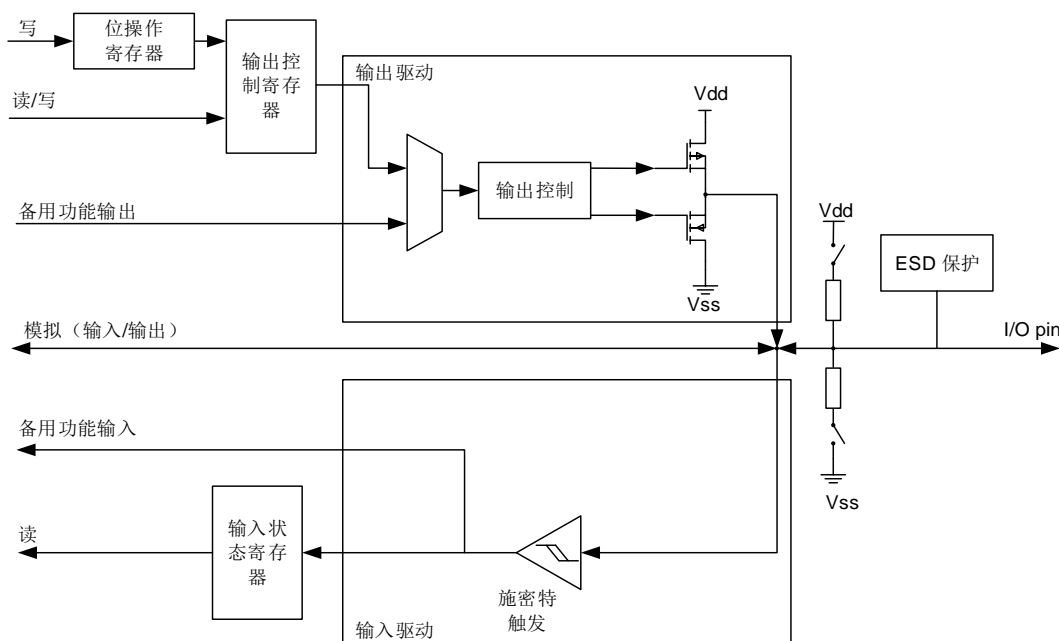 写
位操作
寄存器
输出控
制寄存
器
读/写
备用功能输出
输出驱动
输出控制
Vdd
Vss
Vdd
ESD 保护
I/O pin
模拟（输入/输出）
备用功能输入
读
输入状
态寄存
器
施密特
触发
输入驱动
Vss